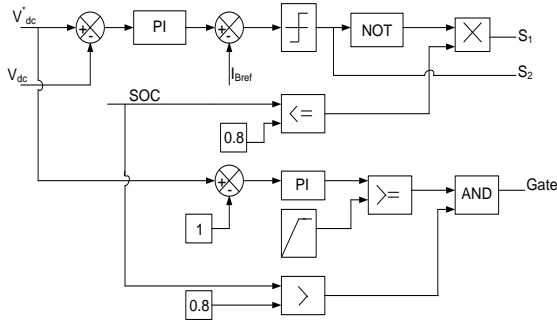 V*dc
PI
NOT
S1
IBref
Vdc
S2
SOC
<=
0.8
PI
>=
AND
Gate
1
>
0.8